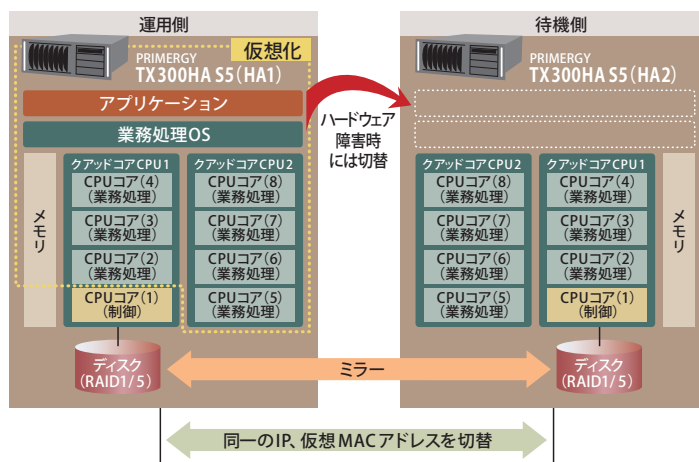 運用側
仮想化
PRIMERGY
TX300HA S5(HA1)
アプリケーション
業務処理OS
メモリ
クアッドコアCPU1
CPUコア(4)
(業務処理)
CPUコア(3)
(業務処理)
CPUコア(2)
(業務処理)
CPUコア(1)
(制御)
クアッドコアCPU2
CPUコア(8)
(業務処理)
CPUコア(7)
(業務処理)
CPUコア(6)
(業務処理)
CPUコア(5)
(業務処理)
ディスク
(RAID1/5)
ハードウェア
障害時
には切替
待機側
PRIMERGY
TX300HA S5(HA2)
クアッドコアCPU2
CPUコア(8)
(業務処理)
CPUコア(7)
(業務処理)
CPUコア(6)
(業務処理)
CPUコア(5)
(業務処理)
クアッドコアCPU1
CPUコア(4)
(業務処理)
CPUコア(3)
(業務処理)
CPUコア(2)
(業務処理)
CPUコア(1)
(制御)
メモリ
ディスク
(RAID1/5)
ミラー
同一のIP、仮想MACアドレスを切替